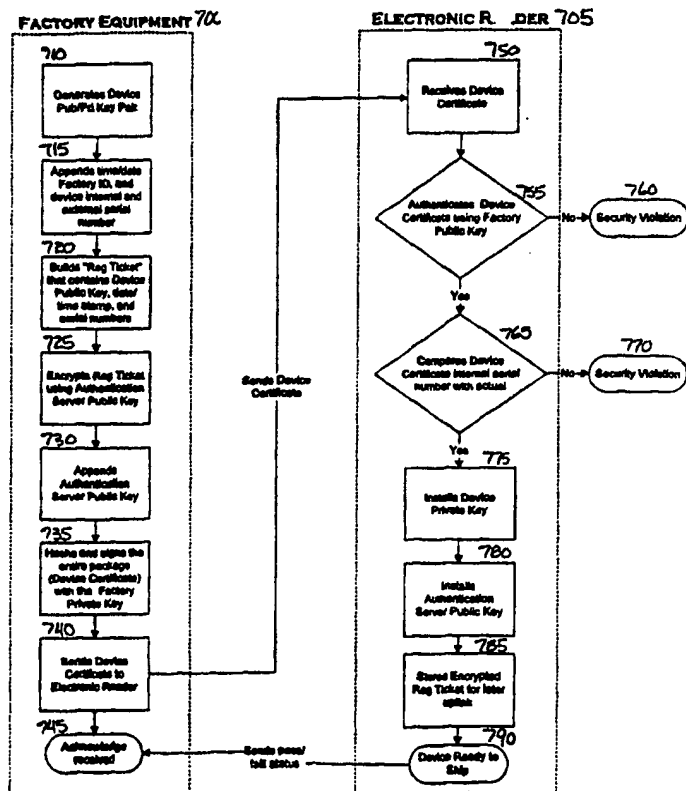 FACTORY EQUIPMENT 70
ELECTRONIC R DER 705
710
Generates Device
Pub/Pri Key Pair
715
Appends time/date
Factory ID, and
device internal and
external serial
number
720
Builds "Reg Ticket"
that contains Device
Public Key, date/
time stamp, and
serial numbers
725
Encrypts Reg Ticket
using Authentication
Server Public Key
730
Appends
Authentication
Server Public Key
735
Hashes and signs the
entire package
(Device Certificate)
with the Factory
Private Key
740
Sends Device
Certificate to
Electronic Reader
745
Acknowledge
received
Sends Device
Certificate
750
Receives Device
Certificate
755
Authenticates Device
Certificate using Factory
Public Key
No
760
Security Violation
Yes
765
Compares Device
Certificate internal serial
number with actual
No
770
Security Violation
Yes
775
Installs Device
Private Key
780
Installs
Authentication
Server Public Key
785
Stores Encrypted
Reg Ticket for later
uplink
790
Device Ready to
Ship
Sends pass/
fail status